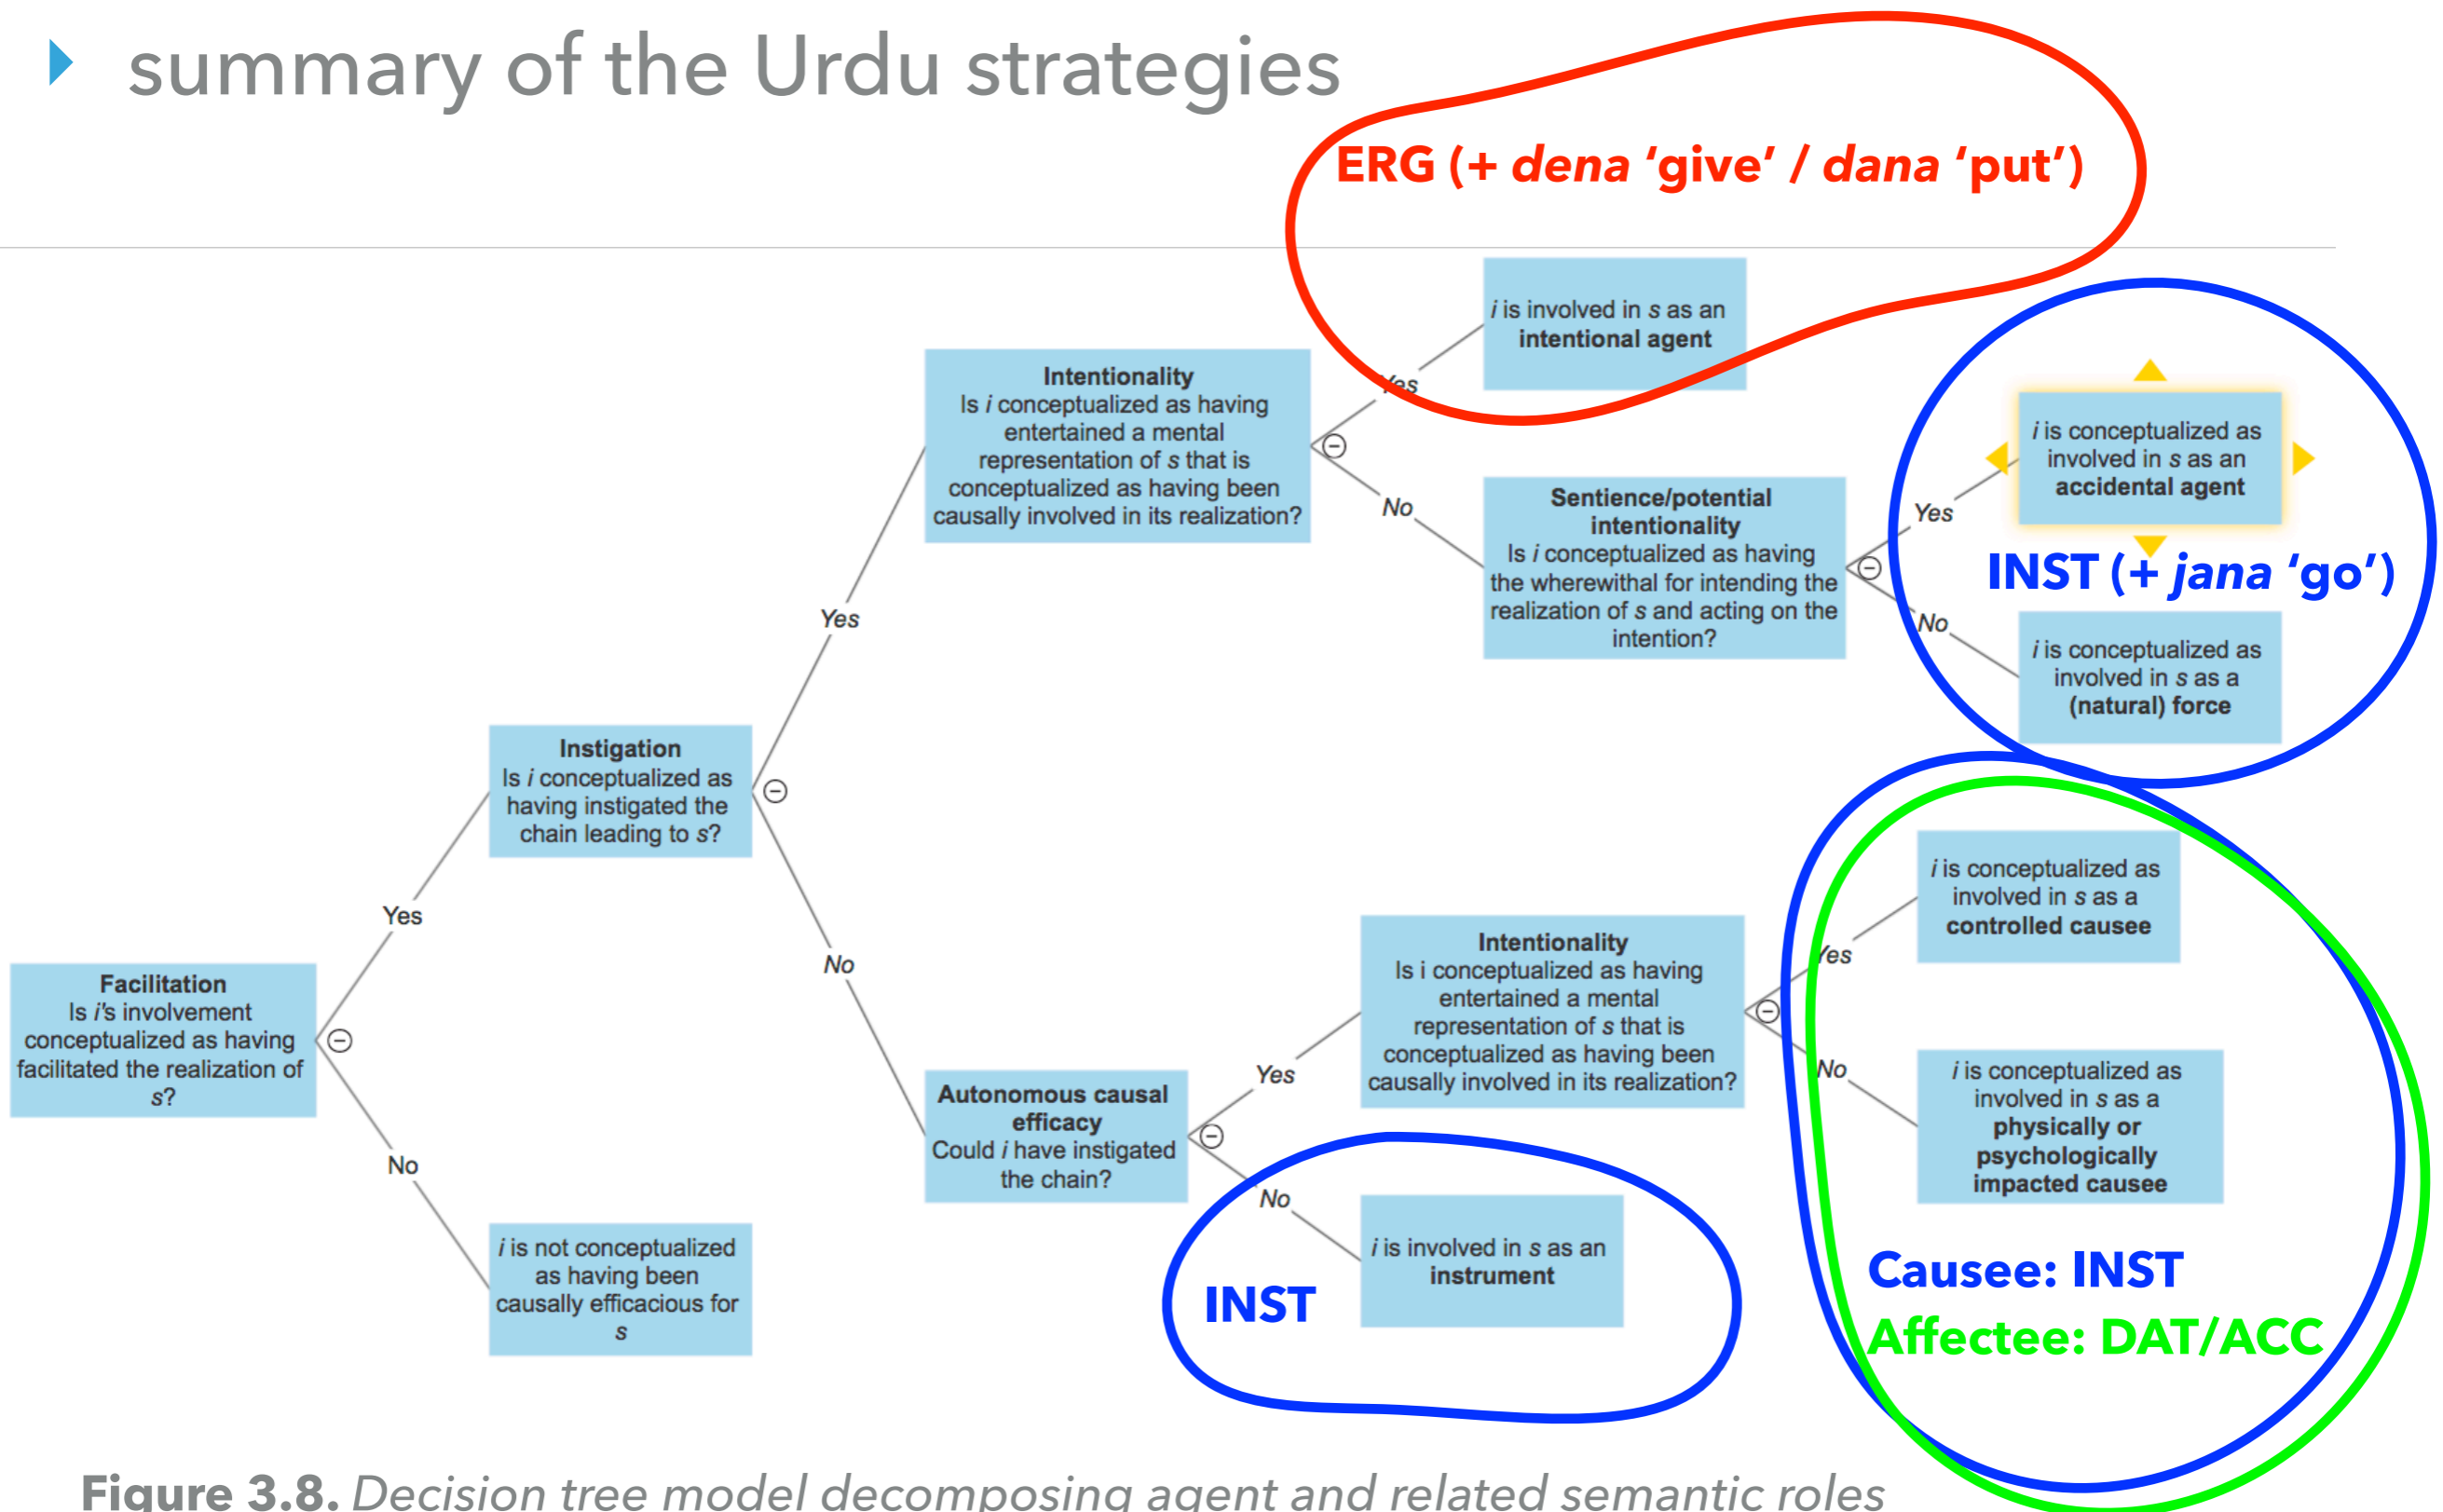 summary of the Urdu strategies
ERG (+ dena ‘give’ / dana ‘put’)
i is involved in s as an
intentional agent
Yes
Intentionality
Is i conceptualized as having
entertained a mental
representation of s that is
conceptualized as having been
causally involved in its realization?
No
Sentience/potential
intentionality
Is i conceptualized as having
the wherewithal for intending the
realization of s and acting on the
intention?
Yes
i is conceptualized as
involved in s as an
accidental agent
INST (+ jana ‘go’)
No
i is conceptualized as
involved in s as a
(natural) force
Yes
Instigation
Is i conceptualized as
having instigated the
chain leading to s?
No
Yes
Facilitation
Is i's involvement
conceptualized as having
facilitated the realization of
s?
No
i is not conceptualized
as having been
causally efficacious for
s
Autonomous causal
efficacy
Could i have instigated
the chain?
Yes
No
Intentionality
Is i conceptualized as having
entertained a mental
representation of s that is
conceptualized as having been
causally involved in its realization?
Yes
i is conceptualized as
involved in s as a
controlled causee
No
i is conceptualized as
involved in s as a
physically or
psychologically
impacted causee
INST
i is involved in s as an
instrument
Causee: INST
Affectee: DAT/ACC
Figure 3.8. Decision tree model decomposing agent and related semantic roles